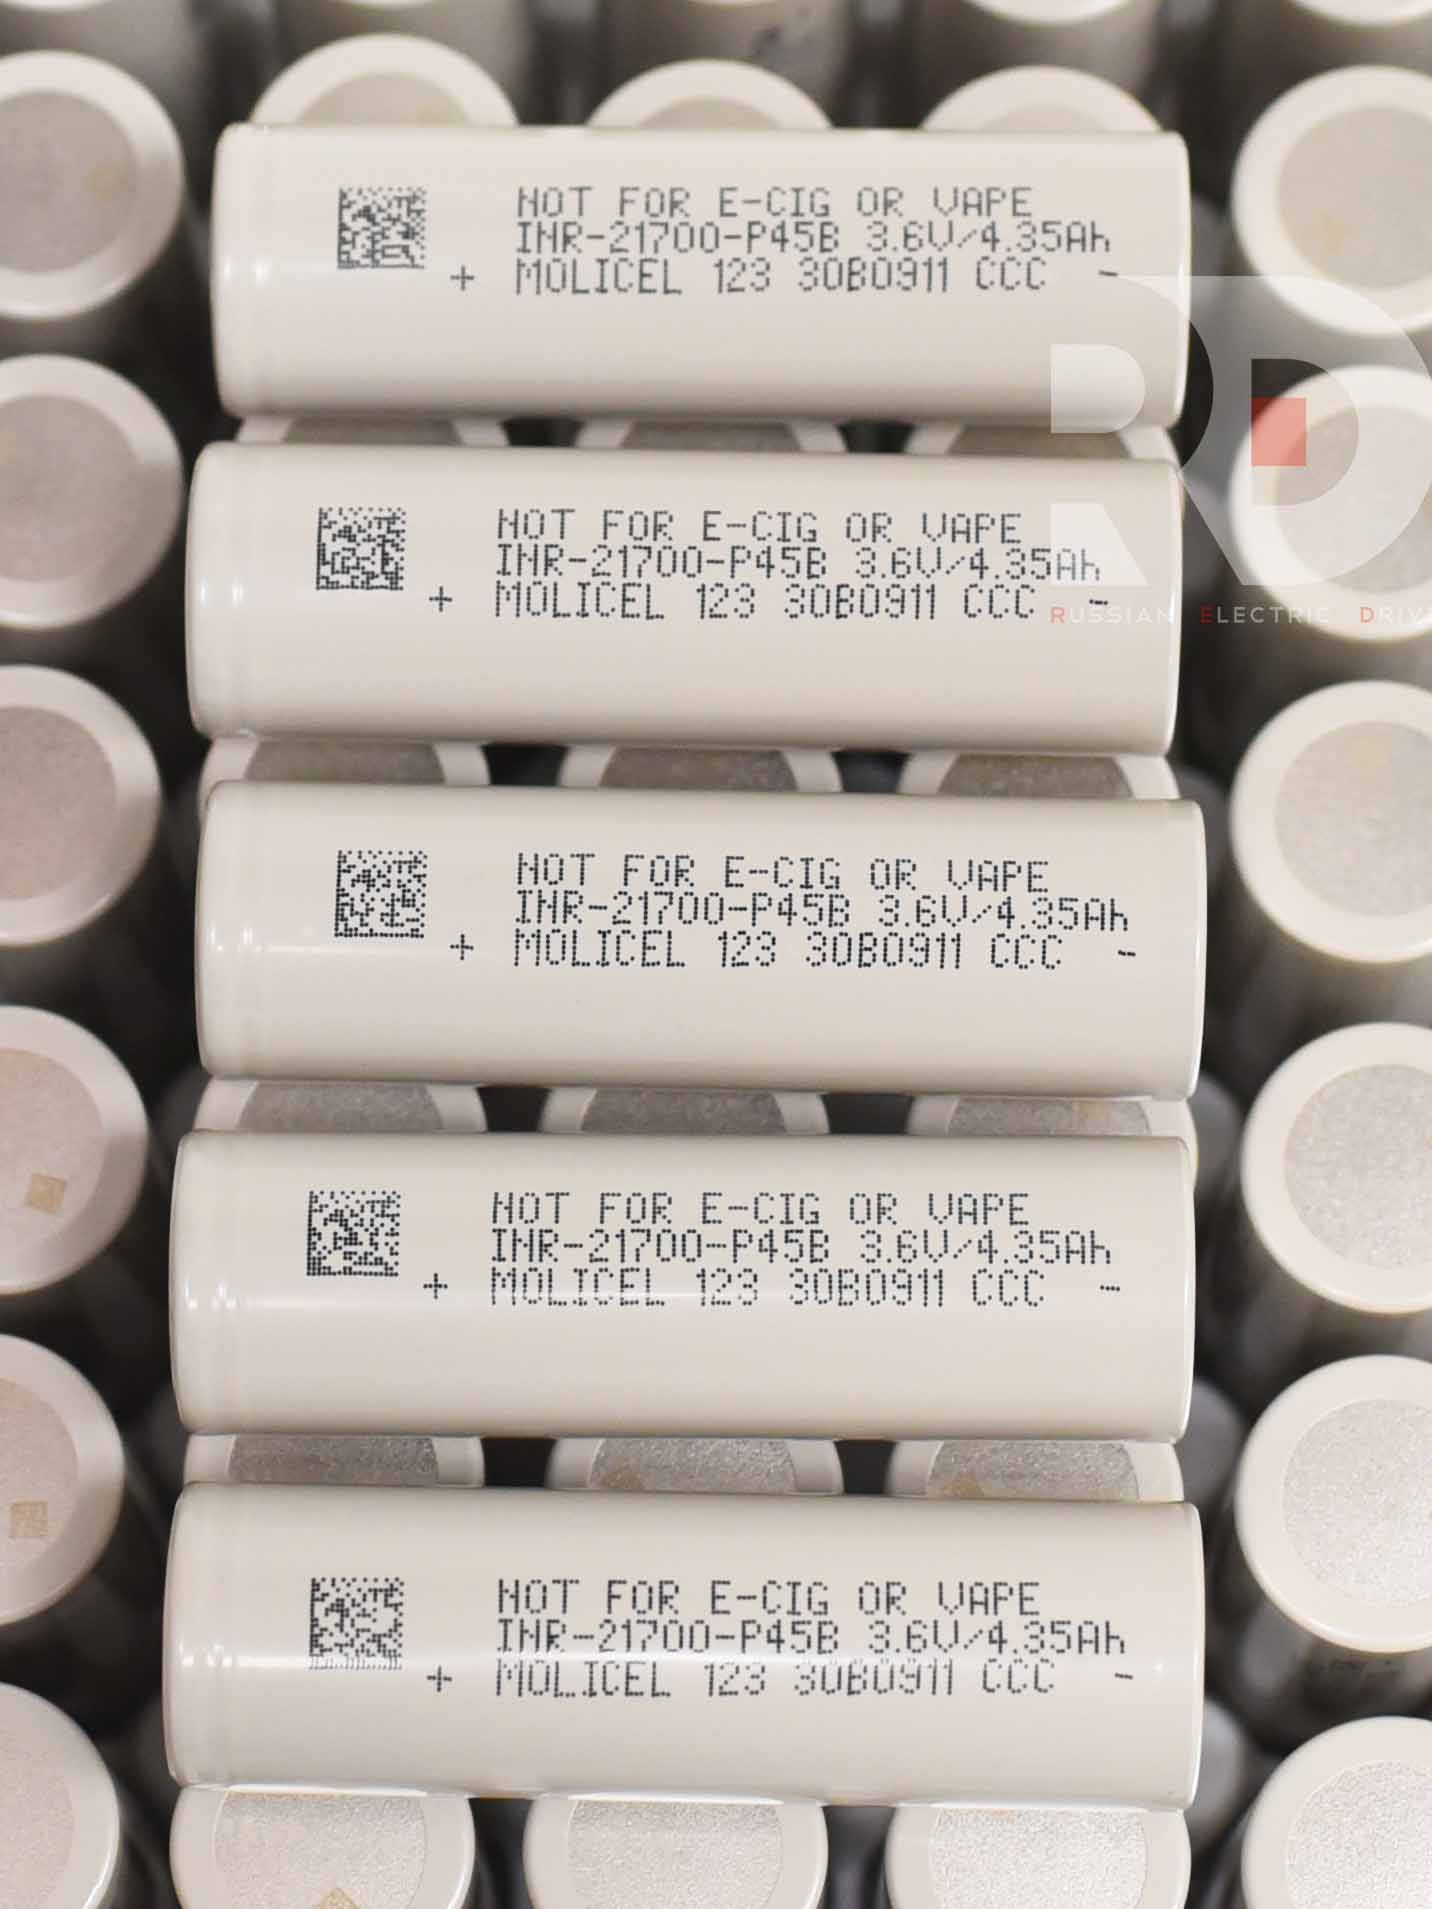 NOT FOR E-CIG OR VAPE
INR-21700-P45B 3.6V/4.35Ah
+ MOLICEL 123 30B0911 CCC -
RD
NOT FOR E-CIG OR VAPE
INR-21700-P45B 3.6V/4.35Ah
+ MOLICEL 123 30B0911 CCC -
RUSSIAN ELECTRIC DRIV
NOT FOR E-CIG OR VAPE
INR-21700-P45B 3.6V/4.35Ah
+ MOLICEL 123 30B0911 CCC -
NOT FOR E-CIG OR VAPE
INR-21700-P45B 3.6V/4.35Ah
+ MOLICEL 123 30B0911 CCC -
NOT FOR E-CIG OR VAPE
INR-21700-P45B 3.6V/4.35Ah
+ MOLICEL 123 30B0911 CCC -